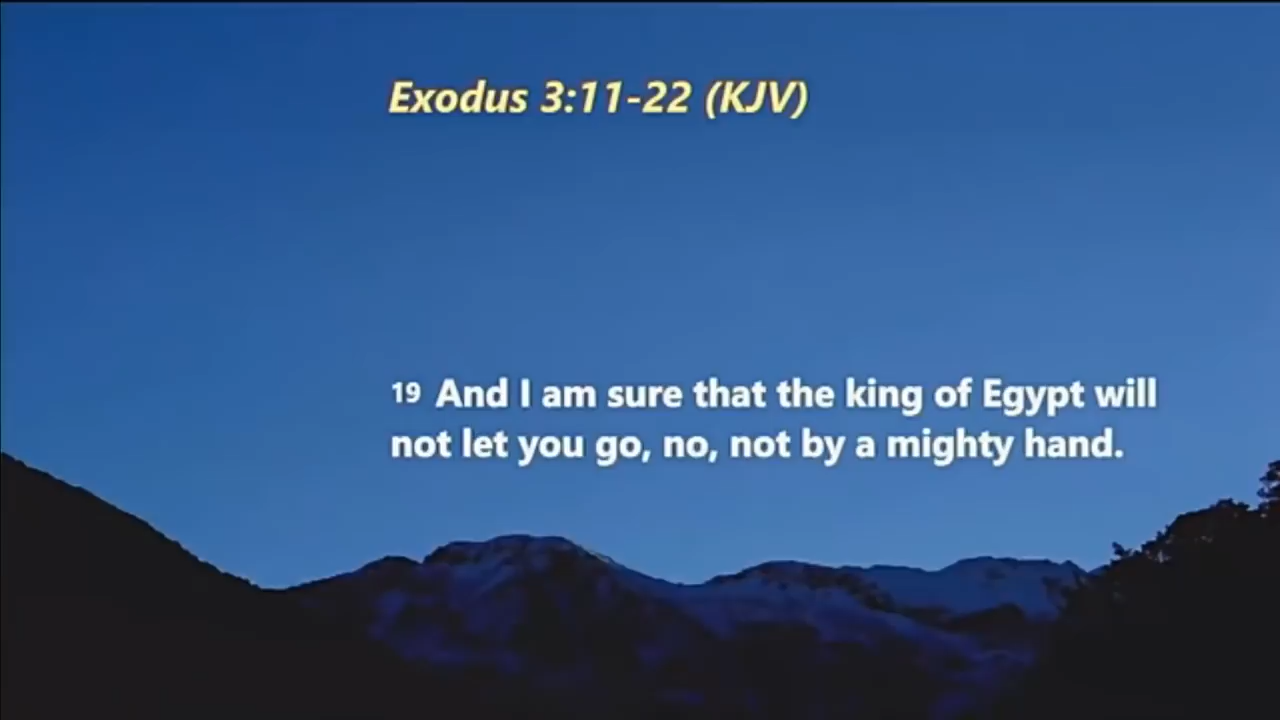 Exodus 3:11-22 (KJV)
19 And I am sure that the king of Egypt will
not let you go, no, not by a mighty hand.